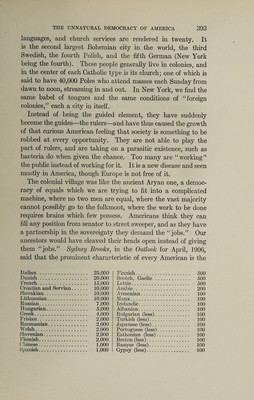 THE UNNATURAL DEMOCRACY OF AMERICA 393
languages, and church services are rendered in twenty. It
is the second largest Bohemian city in the world, the third
Swedish, the fourth Polish, and the fifth German (New York
being the fourth). These people generally live in colonies, and
in the center of each Catholic type is its church; one of which is
said to have 40,000 Poles who attend masses each Sunday from
dawn to noon, streaming in and out. In New York, we find the
same babel of tongues and the same conditions of "foreign
colonies," each a city in itself.
Instead of being the guided element, they have suddenly
become the guides—the rulers—and have thus caused the growth
of that curious American feeling that society is something to be
robbed at every opportunity. They are not able to play the
part of rulers, and are taking on a parasitic existence, such as
bacteria do when given the chance. Too many are "working"
the public instead of working for it. It is a new disease and seen
mostly in America, though Europe is not free of it.
The colonial village was like the ancient Aryan one, a democ-
racy of equals which we are trying to fit into a complicated
machine, where no two men are equal, where the vast majority
cannot possibly go to the folkmoot, where the work to be done
requires brains which few possess. Americans think they can
fill any position from senator to street sweeper, and as they have
a partnership in the sovereignty they demand the "jobs." Our
ancestors would have cleaved their heads open instead of giving
them "jobs." Sydney Brooks, in the Outlook for April, 1906,
said that the prominent characteristic of every American is the
Italian 25,000
Danish 20,000
French 15,000
Croatian and Servian 10,000
Slovakian 10,000
Lithuanian 10,000
Russian 7,000
Hungarian 5,000
Greek 4,000
Frisian 2,000
Roumanian 2,000
Welsh 2,000
Slovenian 2,000
Flemish 2,000
Chinese 1,000
Spanish 1,000
Finnish 500
Scotch, Gaelic 500
Lettic 500
Arabic 200
Armenian 100
Manx 100
Icelandic 100
Albanian 100
Bulgarian (less) 100
Turkish (less) 100
Japanese (less) 100
Portuguese (less) 100
Esthonian (less) 100
Breton (less) 100
Basque (less) 100
Gypsy (less) 100